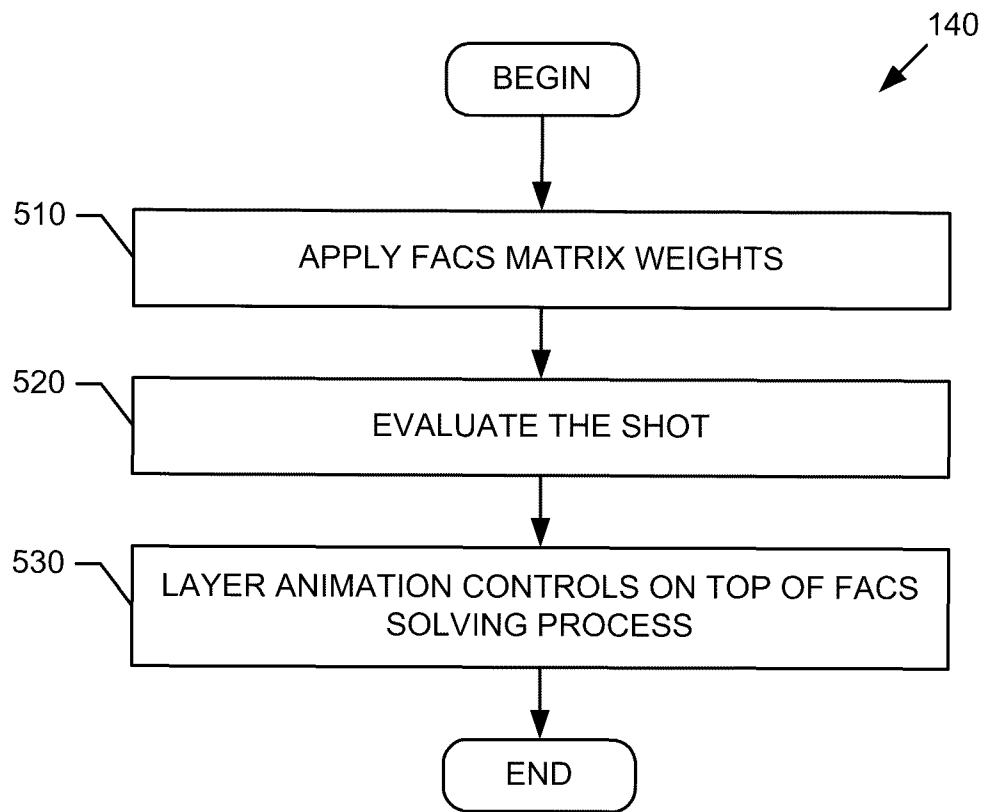 140
BEGIN
510
APPLY FACS MATRIX WEIGHTS
520
EVALUATE THE SHOT
530
LAYER ANIMATION CONTROLS ON TOP OF FACS
SOLVING PROCESS
END